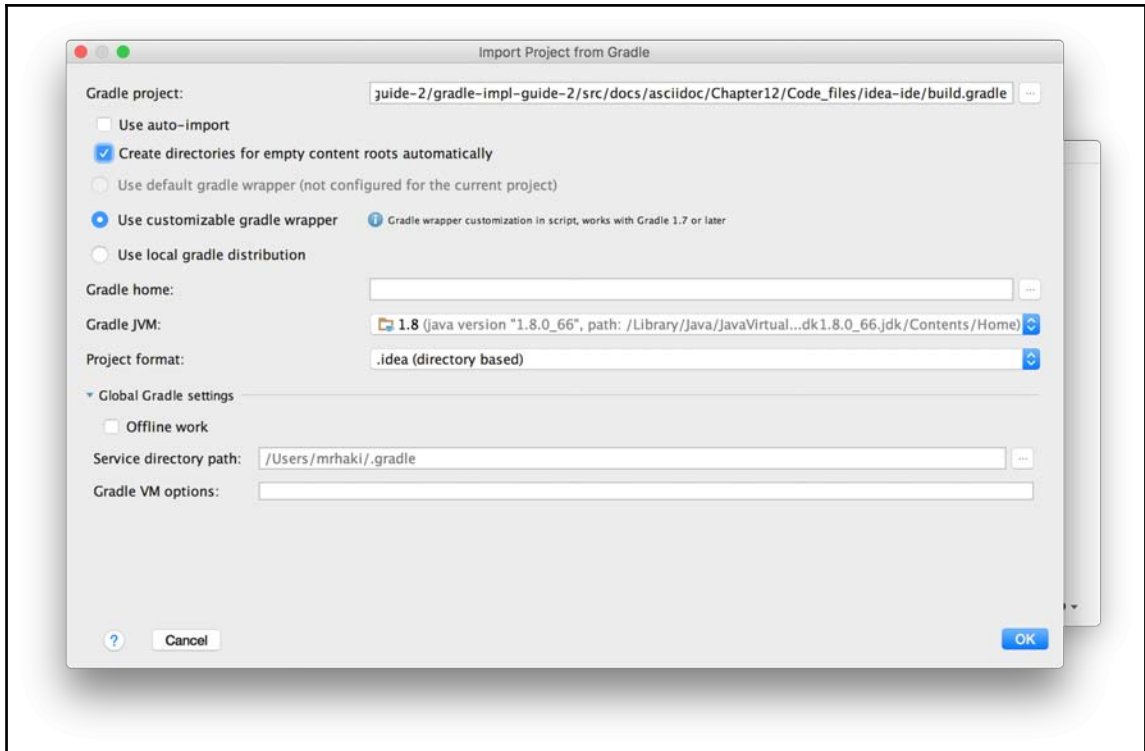 Import Project from Gradle
Gradle project: guide-2/gradle-impl-guide-2/src/docs/asciidoc/Chapter12/Code_files/idea-ide/build.gradle ...
Use auto-import
Create directories for empty content roots automatically
Use default gradle wrapper (not configured for the current project)
Use customizable gradle wrapper Gradle wrapper customization in script, works with Gradle 1.7 or later
Use local gradle distribution
Gradle home: ...
Gradle JVM: 1.8 (java version "1.8.0_66", path: /Library/Java/JavaVirtual...dk1.8.0_66.jdk/Contents/Home)
Project format: .idea (directory based)
Global Gradle settings
Offline work
Service directory path: /Users/mrhaki/.gradle ...
Gradle VM options:
? Cancel OK